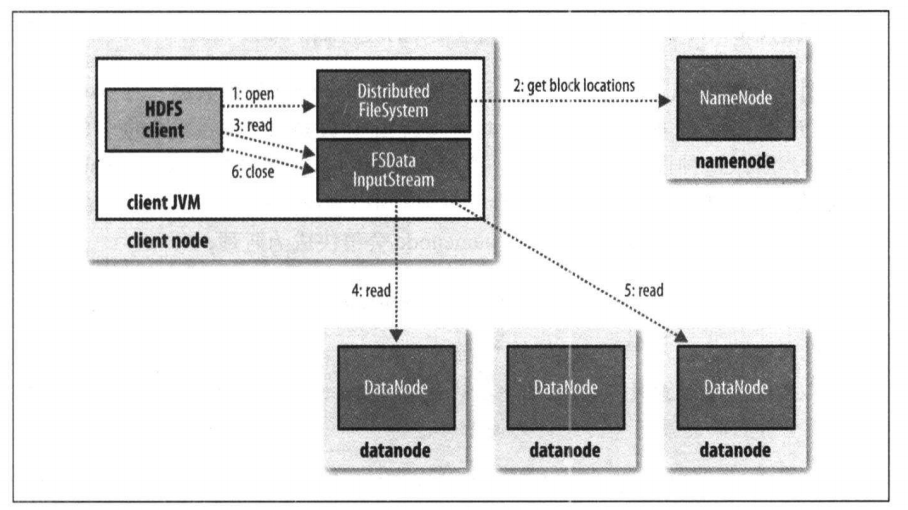 1: open
HDFS
client
3: read
6: close
Distributed
FileSystem
FSData
InputStream
client JVM
client node
2: get block locations
NameNode
namenode
4: read
5: read
DataNode
datanode
DataNode
datanode
DataNode
datanode